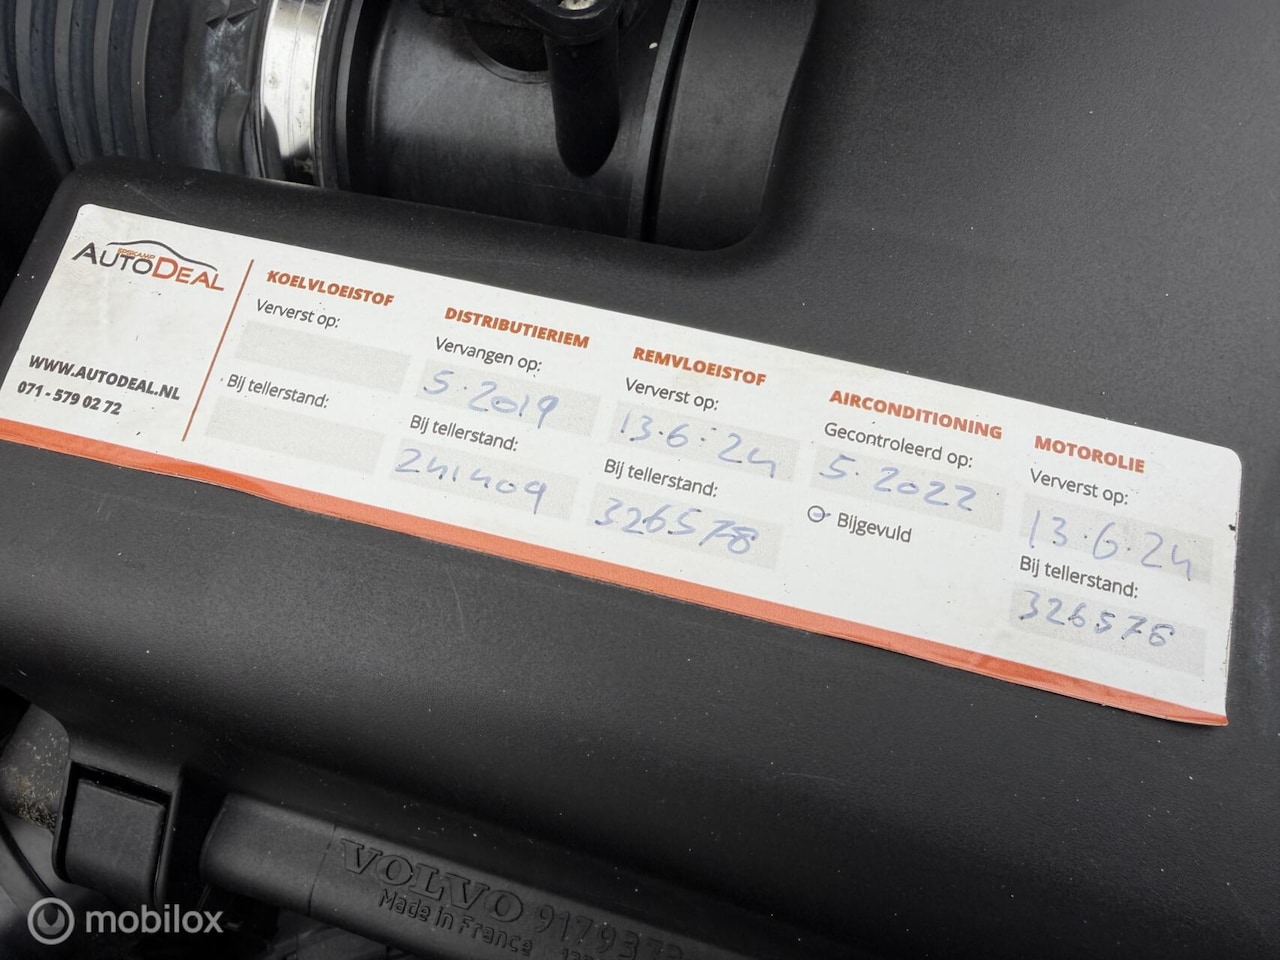 ERSKAMP
AUTODEAL
WWW.AUTODEAL.NL
071 - 579 02 72
KOELVLOEISTOF
Ververst op:
Bij tellerstand:
DISTRIBUTIERIEM
Vervangen op:
5.2019
Bij tellerstand:
241409
REMVLOEISTOF
Ververst op:
13.6.24
Bij tellerstand:
326578
AIRCONDITIONING
Gecontroleerd op:
5.2022
Bijgevuld
MOTOROLIE
Ververst op:
13.6.24
Bij tellerstand:
326578
VOLVO
Made in France
mobilox